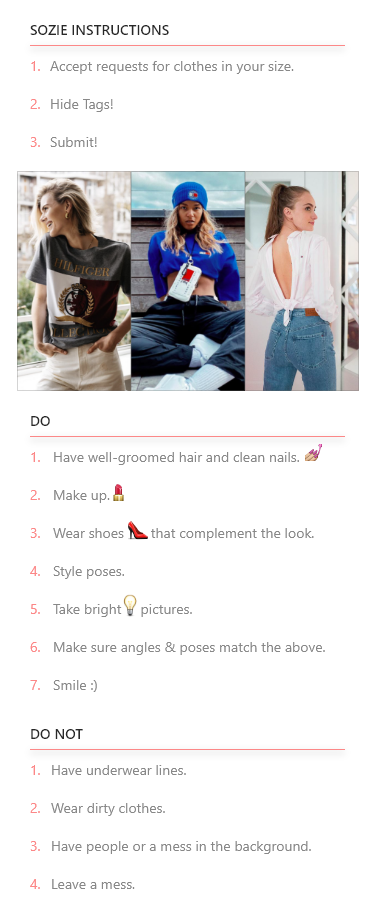 SOZIE INSTRUCTIONS
1. Accept requests for clothes in your size.
2. Hide Tags!
3. Submit!
HILFIGER
DO
1. Have well-groomed hair and clean nails. 💅
2. Make up.💄
3. Wear shoes 👠 that complement the look.
4. Style poses.
5. Take bright 💡 pictures.
6. Make sure angles & poses match the above.
7. Smile :)
DO NOT
1. Have underwear lines.
2. Wear dirty clothes.
3. Have people or a mess in the background.
4. Leave a mess.